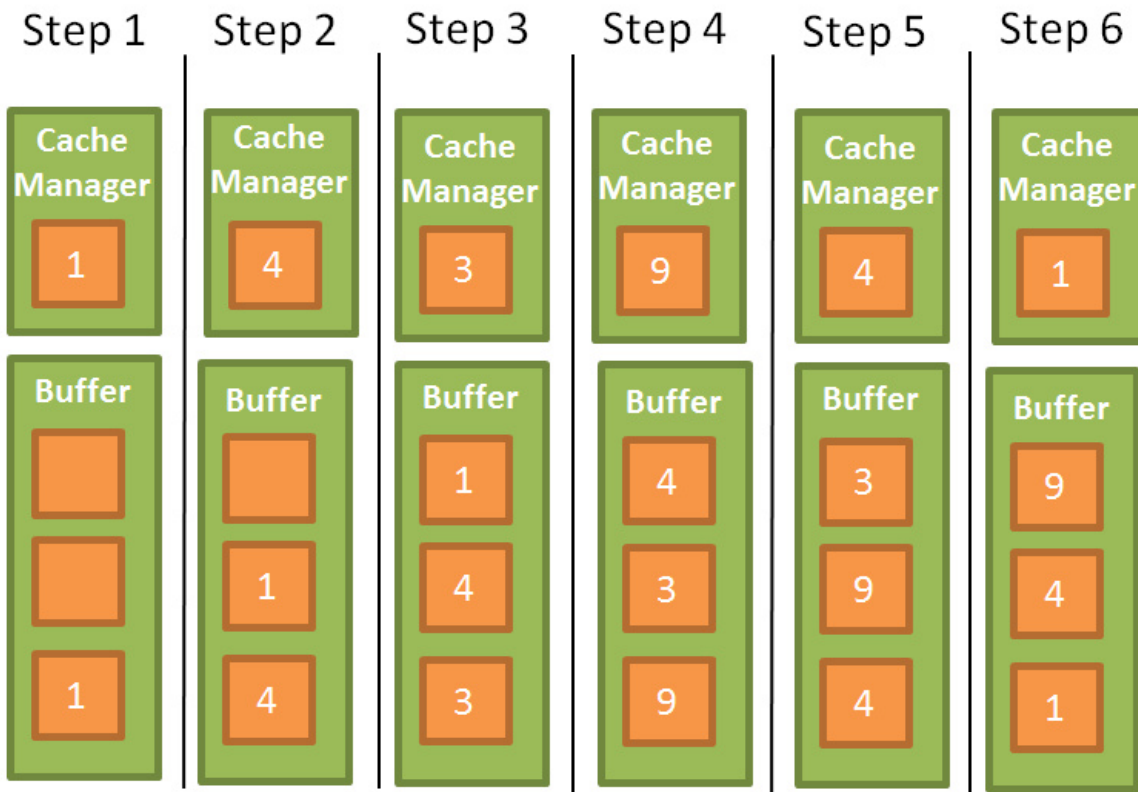 Step 1 Step 2 Step 3 Step 4 Step 5 Step 6
Cache Cache Cache Cache Cache Cache
Manager Manager Manager Manager Manager Manager
1 4 3 9 4 1
Buffer Buffer Buffer Buffer Buffer Buffer
1 4 3 9
1 4 3 9 4
1 4 3 9 4 1